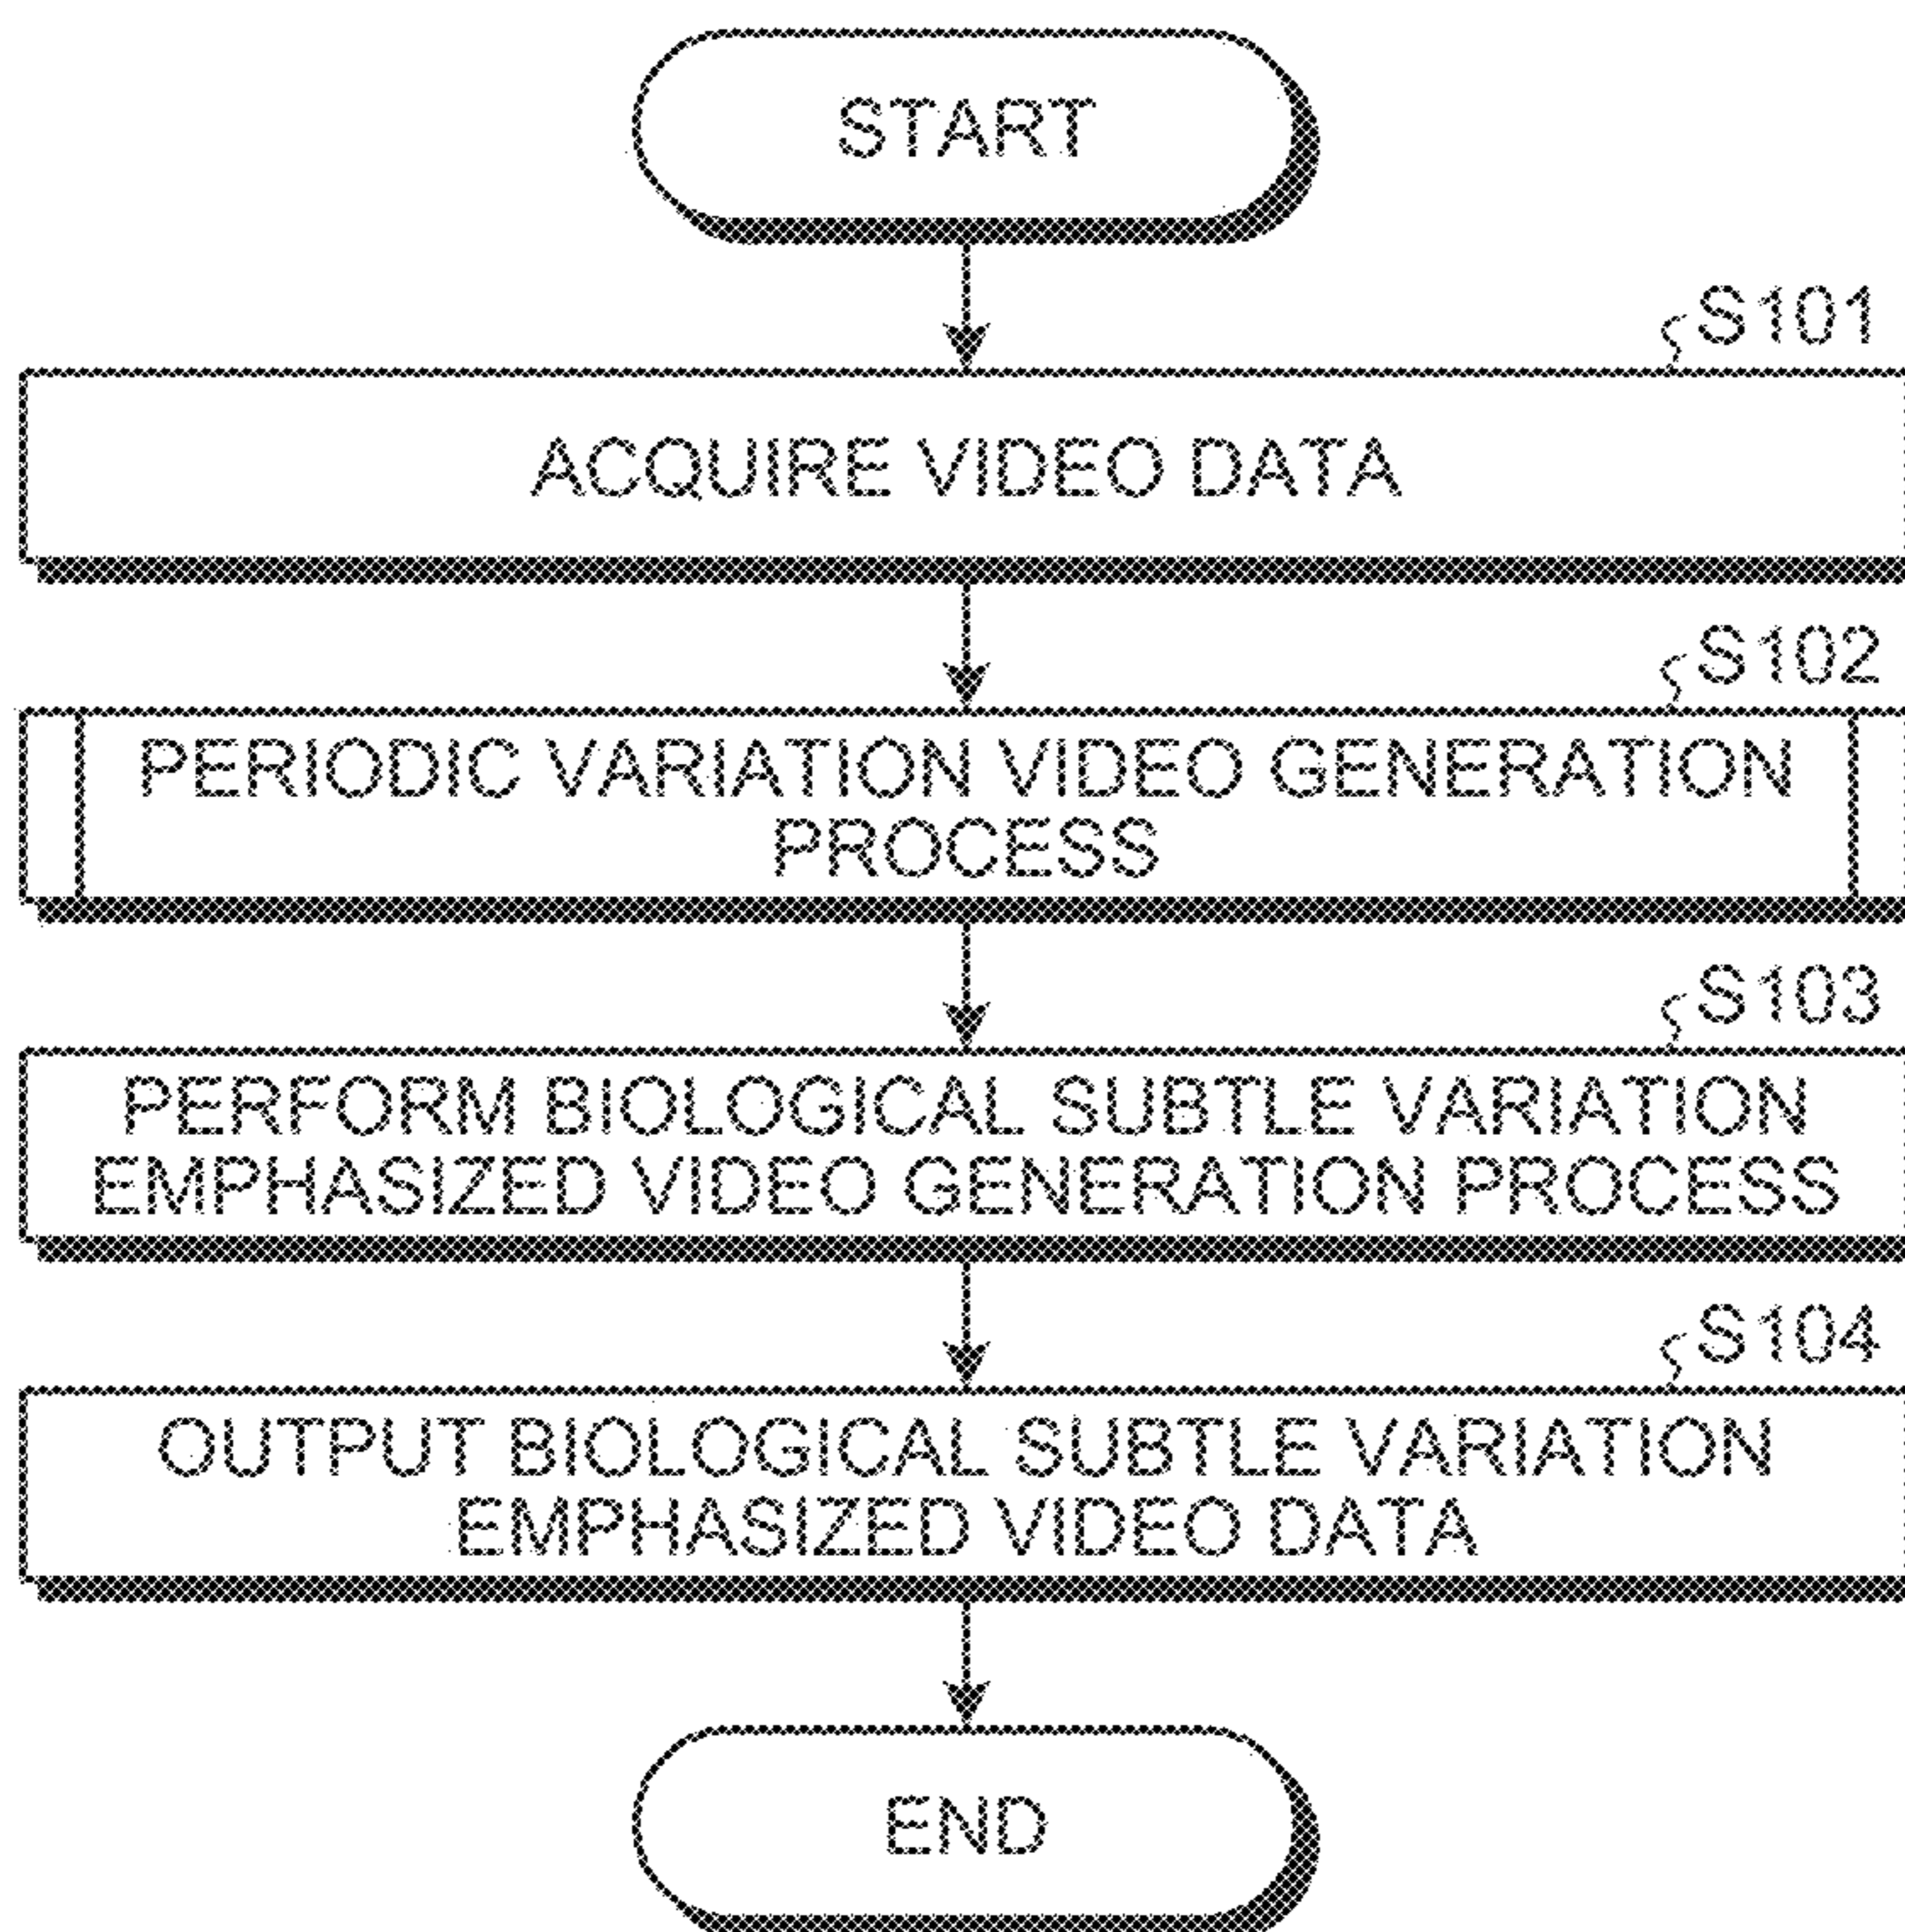 START
S101
ACQUIRE VIDEO DATA
S102
PERIODIC VARIATION VIDEO GENERATION
PROCESS
S103
PERFORM BIOLOGICAL SUBTLE VARIATION
EMPHASIZED VIDEO GENERATION PROCESS
S104
OUTPUT BIOLOGICAL SUBTLE VARIATION
EMPHASIZED VIDEO DATA
END